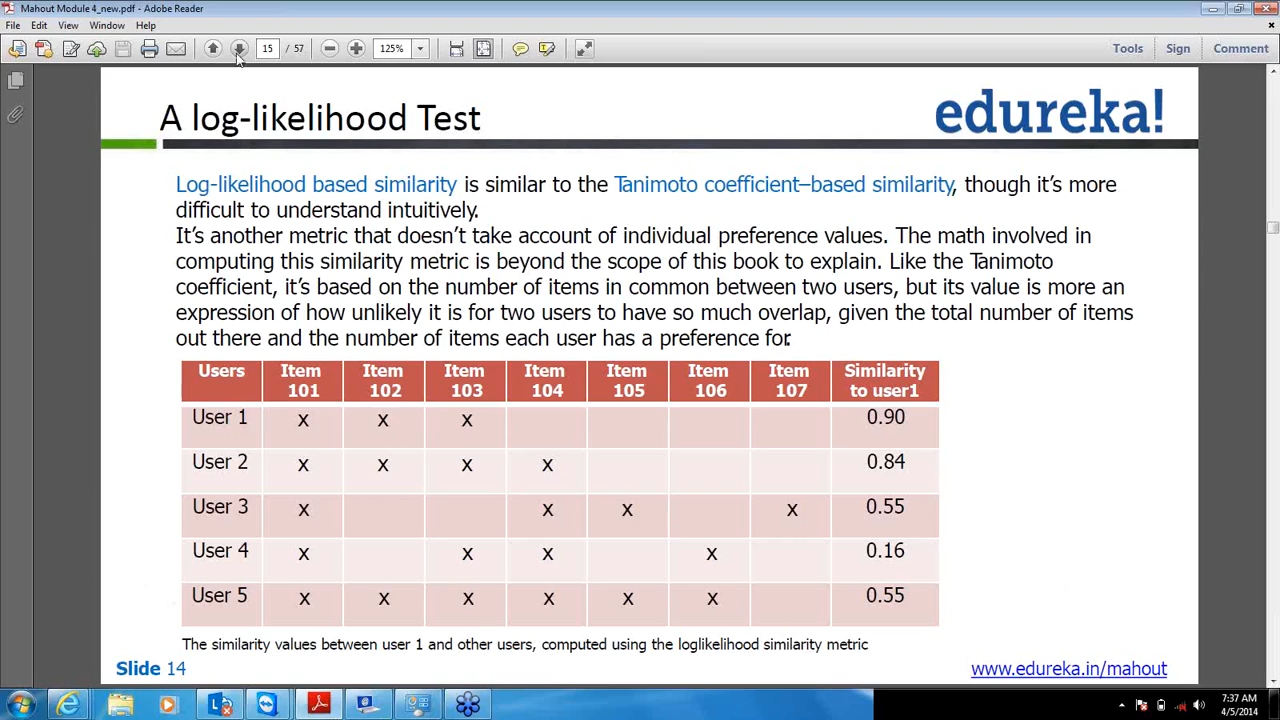 Mahout Module 4_new.pdf - Adobe Reader
File Edit View Window Help
15 / 57 125% Tools Sign Comment
A log-likelihood Test
edureka!
Log-likelihood based similarity is similar to the Tanimoto coefficient–based similarity, though it's more
difficult to understand intuitively.
It's another metric that doesn't take account of individual preference values. The math involved in
computing this similarity metric is beyond the scope of this book to explain. Like the Tanimoto
coefficient, it's based on the number of items in common between two users, but its value is more an
expression of how unlikely it is for two users to have so much overlap, given the total number of items
out there and the number of items each user has a preference for.
Users Item 101 Item 102 Item 103 Item 104 Item 105 Item 106 Item 107 Similarity to user1
User 1 x x x 0.90
User 2 x x x x 0.84
User 3 x x x x 0.55
User 4 x x x x 0.16
User 5 x x x x x x 0.55
The similarity values between user 1 and other users, computed using the loglikelihood similarity metric
Slide 14
www.edureka.in/mahout
7:37 AM
4/5/2014